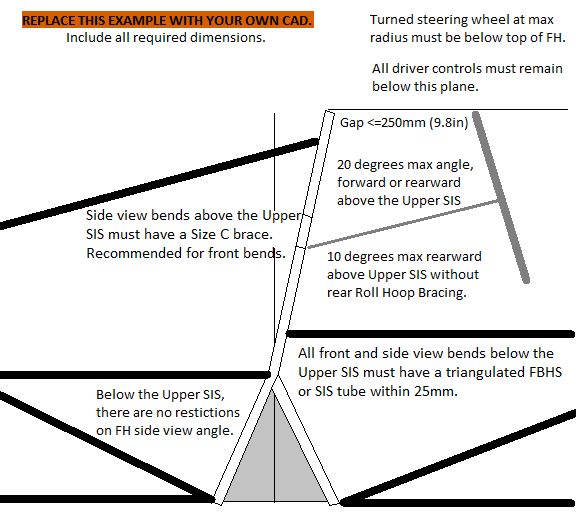 REPLACE THIS EXAMPLE WITH YOUR OWN CAD.
Include all required dimensions.
Turned steering wheel at max
radius must be below top of FH.
All driver controls must remain
below this plane.
Gap <=250mm (9.8in)
20 degrees max angle,
forward or rearward
above the Upper SIS
Side view bends above the Upper
SIS must have a Size C brace.
Recommended for front bends.
10 degrees max rearward
above Upper SIS without
rear Roll Hoop Bracing.
All front and side view bends below the
Upper SIS must have a triangulated FBHS
or SIS tube within 25mm.
Below the Upper SIS,
there are no restictions
on FH side view angle.